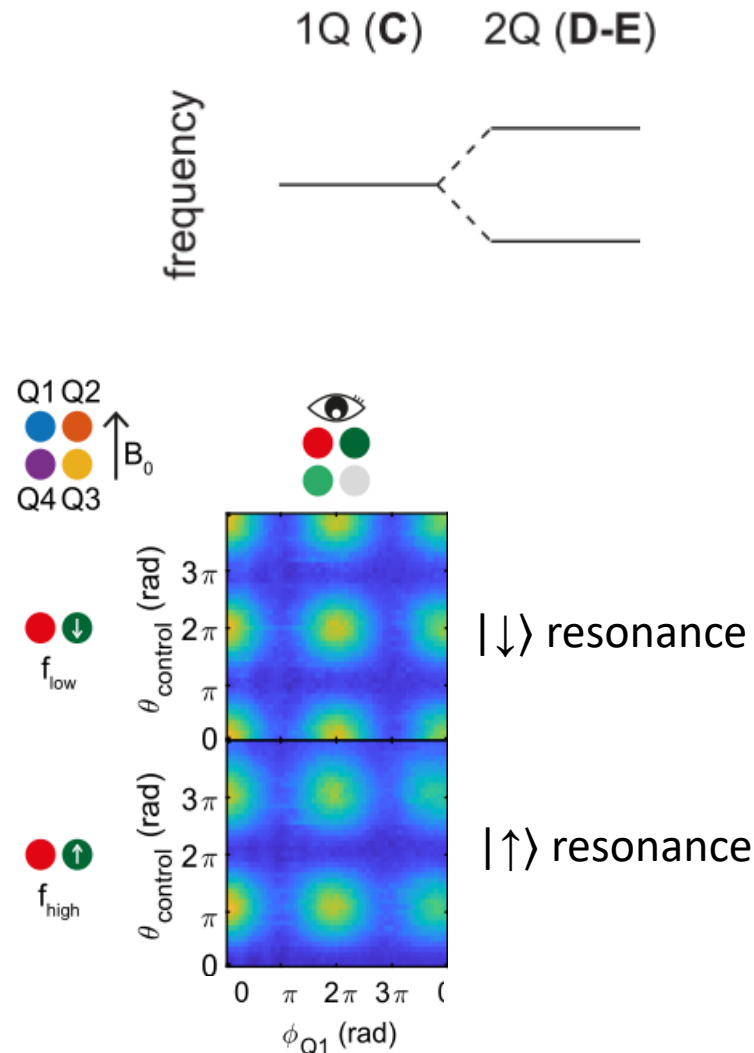 1Q (C) 2Q (D-E)
frequency
Q1 Q2
B₀
Q4 Q3
θcontrol (rad)
3π
2π
π
0
↓
flow
|↓⟩ resonance
θcontrol (rad)
3π
2π
π
0
↑
fhigh
|↑⟩ resonance
0 π 2π 3π
ϕQ1 (rad)